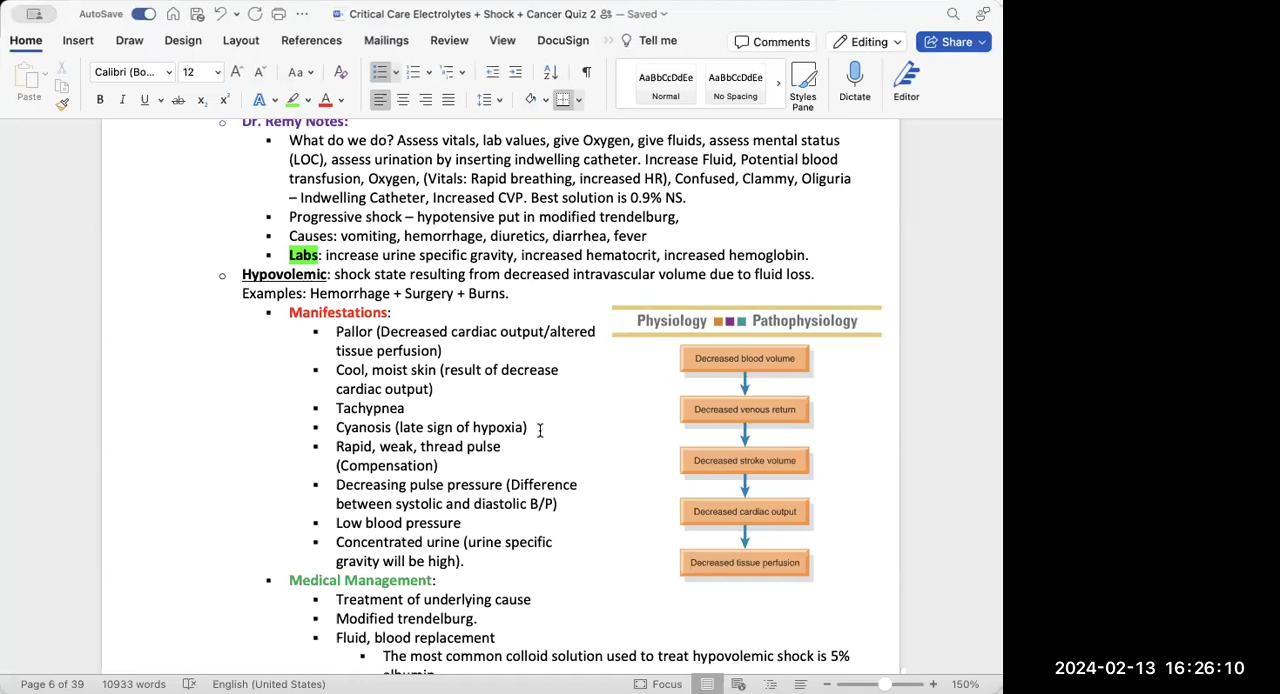 AutoSave
Critical Care Electrolytes + Shock + Cancer Quiz 2 — Saved
Home Insert Draw Design Layout References Mailings Review View DocuSign Tell me Comments Editing Share
Paste
Calibri (Bo... 12
Aa
AaBbCcDdEe AaBbCcDdEe
Normal No Spacing
Styles Pane
Dictate
Editor
B I U ab x₂ x² A A
Dr. Remy Notes:
What do we do? Assess vitals, lab values, give Oxygen, give fluids, assess mental status
(LOC), assess urination by inserting indwelling catheter. Increase Fluid, Potential blood
transfusion, Oxygen, (Vitals: Rapid breathing, increased HR), Confused, Clammy, Oliguria
– Indwelling Catheter, Increased CVP. Best solution is 0.9% NS.
Progressive shock – hypotensive put in modified trendelburg,
Causes: vomiting, hemorrhage, diuretics, diarrhea, fever
Labs: increase urine specific gravity, increased hematocrit, increased hemoglobin.
Hypovolemic: shock state resulting from decreased intravascular volume due to fluid loss.
Examples: Hemorrhage + Surgery + Burns.
Manifestations:
Pallor (Decreased cardiac output/altered
tissue perfusion)
Cool, moist skin (result of decrease
cardiac output)
Tachypnea
Cyanosis (late sign of hypoxia)
Rapid, weak, thread pulse
(Compensation)
Decreasing pulse pressure (Difference
between systolic and diastolic B/P)
Low blood pressure
Concentrated urine (urine specific
gravity will be high).
Physiology Pathophysiology
Decreased blood volume
Decreased venous return
Decreased stroke volume
Decreased cardiac output
Decreased tissue perfusion
Medical Management:
Treatment of underlying cause
Modified trendelburg.
Fluid, blood replacement
The most common colloid solution used to treat hypovolemic shock is 5%
Page 6 of 39 10933 words English (United States) Focus 150%
2024-02-13 16:26:10